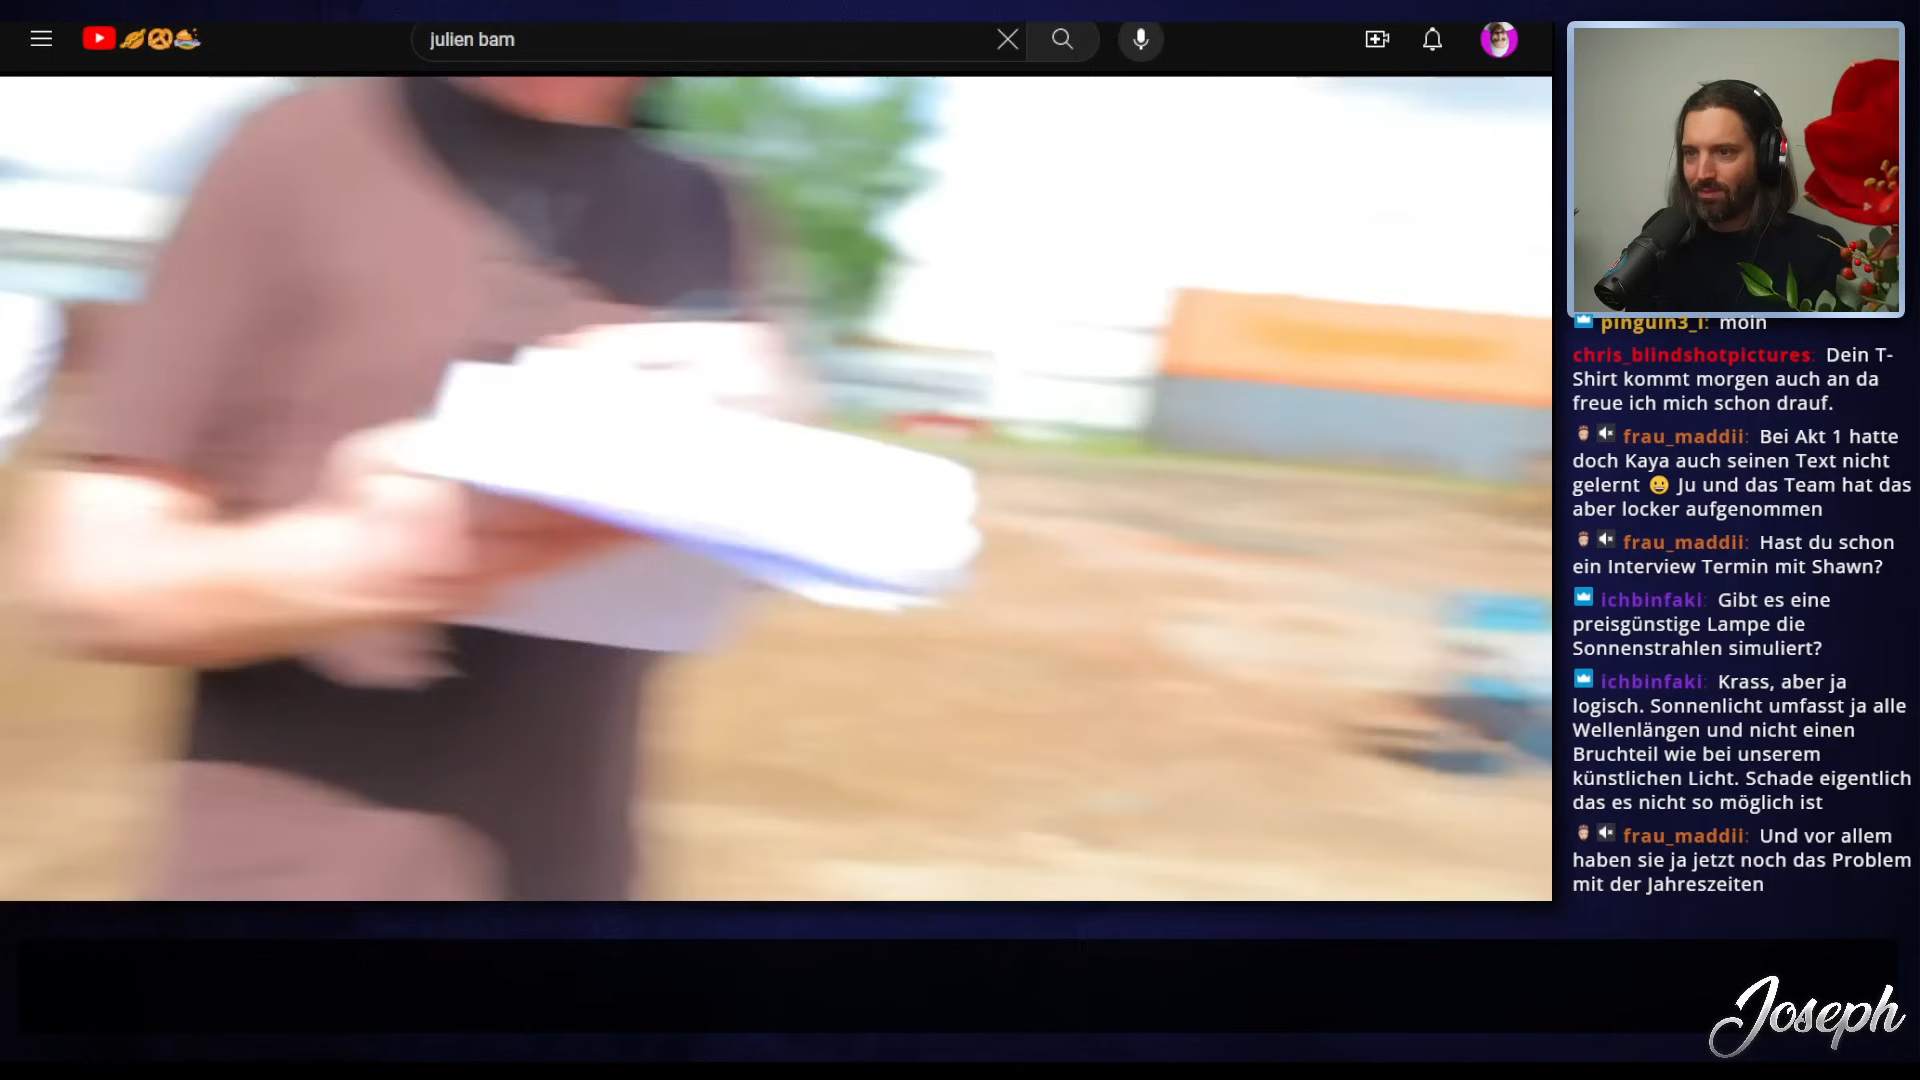 julien bam
pinguin3_i: moin
chris_blindshotpictures: Dein T-
Shirt kommt morgen auch an da
freue ich mich schon drauf.
frau_maddii: Bei Akt 1 hatte
doch Kaya auch seinen Text nicht
gelernt 😀 Ju und das Team hat das
aber locker aufgenommen
frau_maddii: Hast du schon
ein Interview Termin mit Shawn?
ichbinfaki: Gibt es eine
preisgünstige Lampe die
Sonnenstrahlen simuliert?
ichbinfaki: Krass, aber ja
logisch. Sonnenlicht umfasst ja alle
Wellenlängen und nicht einen
Bruchteil wie bei unserem
künstlichen Licht. Schade eigentlich
das es nicht so möglich ist
frau_maddii: Und vor allem
haben sie ja jetzt noch das Problem
mit der Jahreszeiten
Joseph